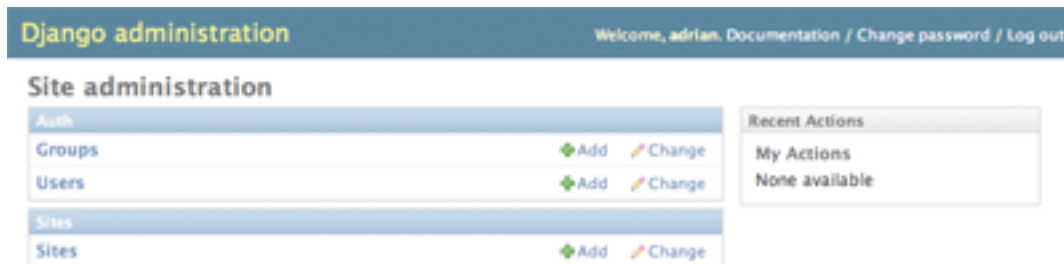 Django administration
Welcome, adrian. Documentation / Change password / Log out
Site administration
Auth
Groups Add Change
Users Add Change
Sites
Sites Add Change
Recent Actions
My Actions
None available